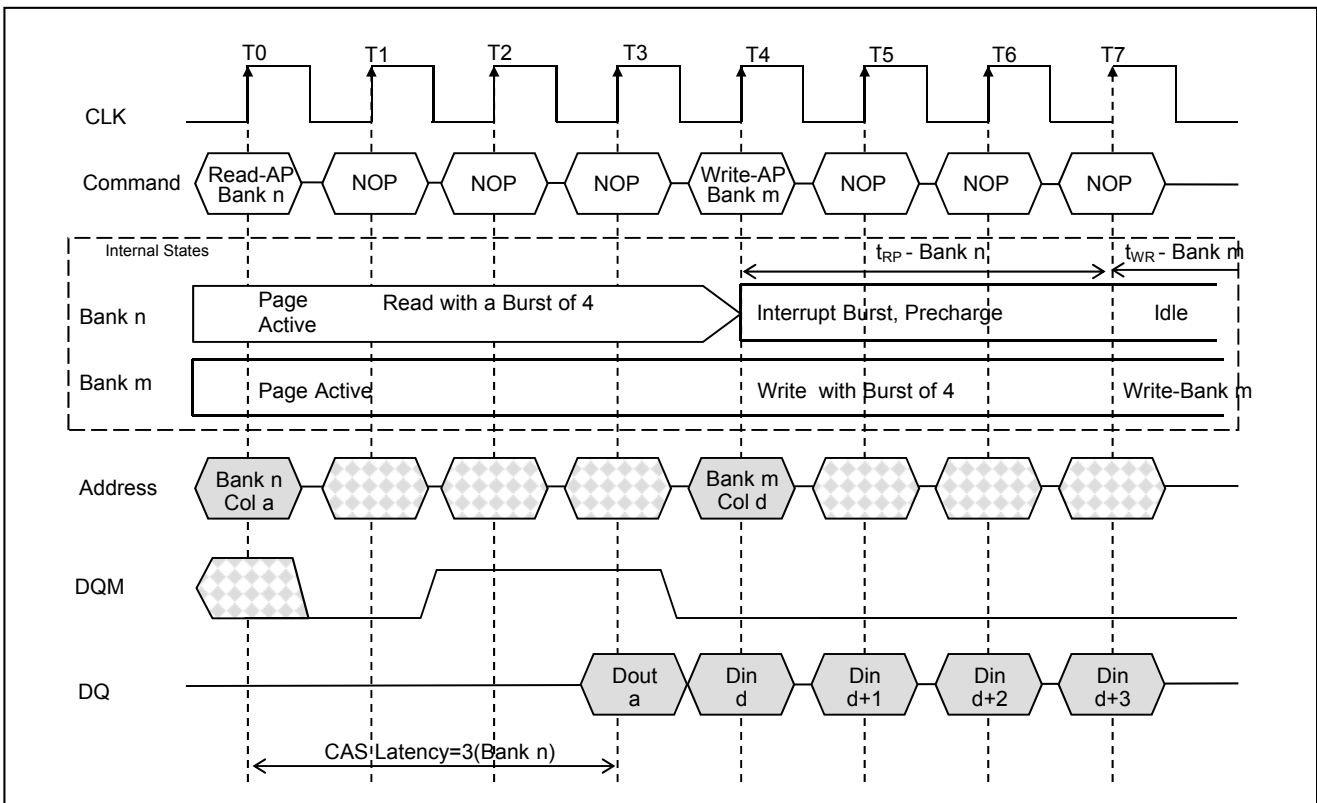 T0 T1 T2 T3 T4 T5 T6 T7
CLK
Command
Read-AP
Bank n
NOP
NOP
NOP
Write-AP
Bank m
NOP
NOP
NOP
Internal States
tRP - Bank n
tWR - Bank m
Bank n
Page
Active
Read with a Burst of 4
Interrupt Burst, Precharge
Idle
Bank m
Page Active
Write with Burst of 4
Write-Bank m
Address
Bank n
Col a
Bank m
Col d
DQM
DQ
Dout
a
Din
d
Din
d+1
Din
d+2
Din
d+3
CAS Latency=3(Bank n)